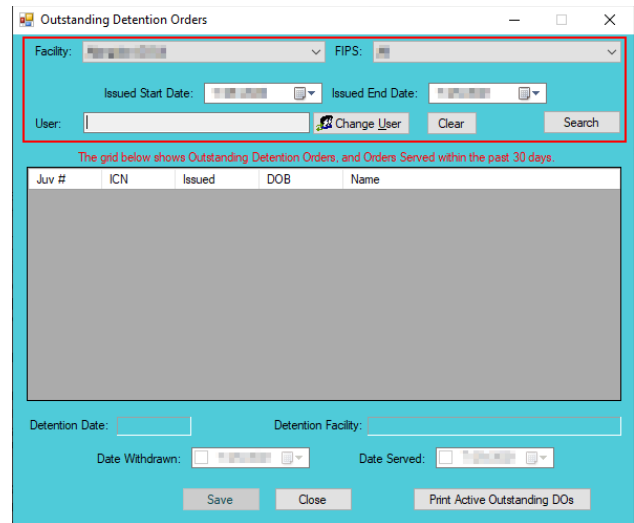 Outstanding Detention Orders
Facility: FIPS:
Issued Start Date: Issued End Date:
User: Change User Clear Search
The grid below shows Outstanding Detention Orders, and Orders Served within the past 30 days.
Juv # ICN Issued DOB Name
Detention Date: Detention Facility:
Date Withdrawn: Date Served:
Save Close Print Active Outstanding DOs